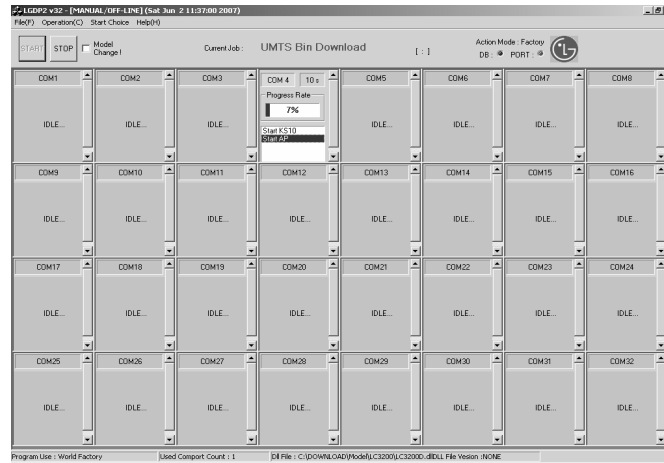 LGDP2 v32 - [MANUAL/OFF-LINE] (Sat Jun 2 11:37:00 2007)
File(F) Operation(C) Start Choice Help(H)
START STOP Model Change ! Current Job : UMTS Bin Download [ : ] Action Mode : Factory
DB : PORT : LG
COM1 COM2 COM3 COM 4 10 s COM5 COM6 COM7 COM8
Progress Rate
7%
IDLE... IDLE... IDLE... Start KS10 IDLE... IDLE... IDLE... IDLE...
Start AP
COM9 COM10 COM11 COM12 COM13 COM14 COM15 COM16
IDLE... IDLE... IDLE... IDLE... IDLE... IDLE... IDLE... IDLE...
COM17 COM18 COM19 COM20 COM21 COM22 COM23 COM24
IDLE... IDLE... IDLE... IDLE... IDLE... IDLE... IDLE... IDLE...
COM25 COM26 COM27 COM28 COM29 COM30 COM31 COM32
IDLE... IDLE... IDLE... IDLE... IDLE... IDLE... IDLE... IDLE...
Program Use : World Factory Used Comport Count : 1 Dll File : C:\DOWNLOAD\Model\LC3200\LC3200D.dllDLL File Vesion :NONE